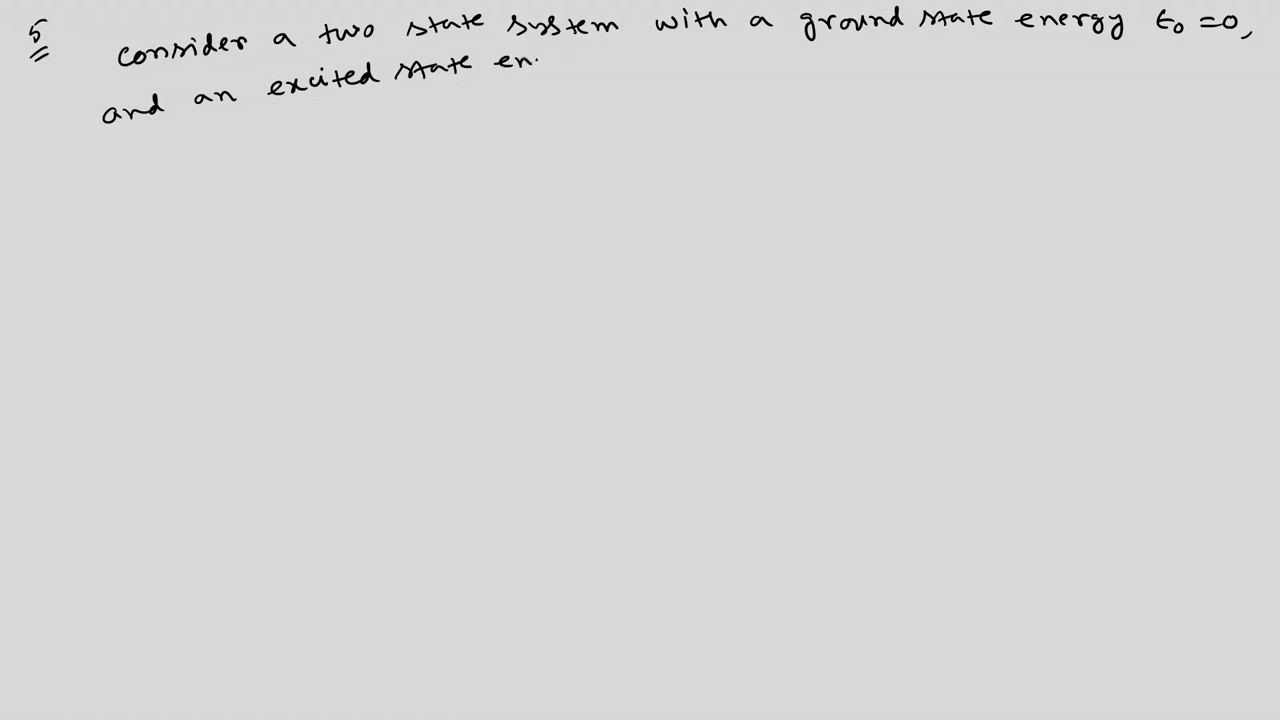 5 Consider a two state system with a ground state energy ε₀ = 0,
and an excited state en